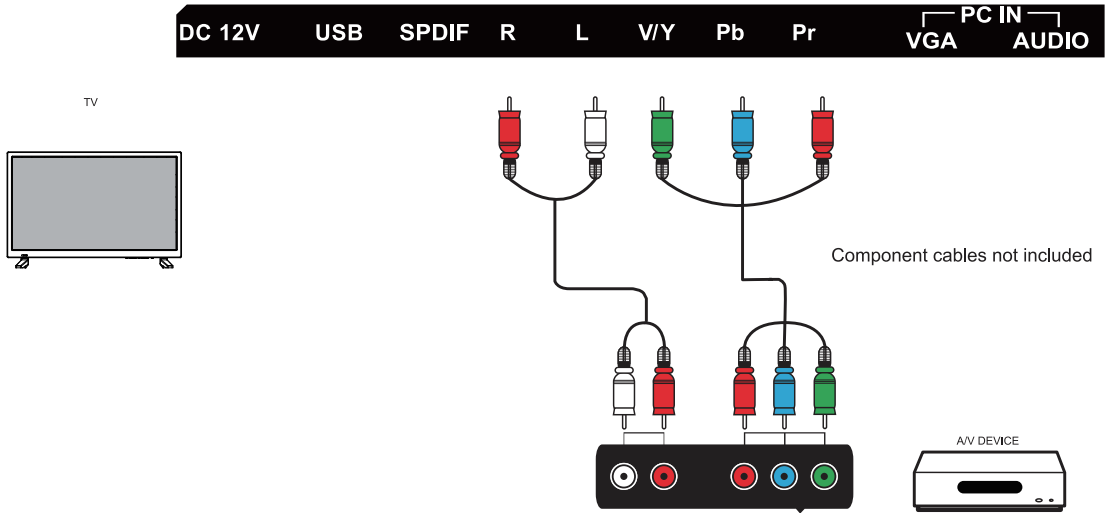 PC IN
DC 12V USB SPDIF R L V/Y Pb Pr VGA AUDIO
TV
Component cables not included
A/V DEVICE